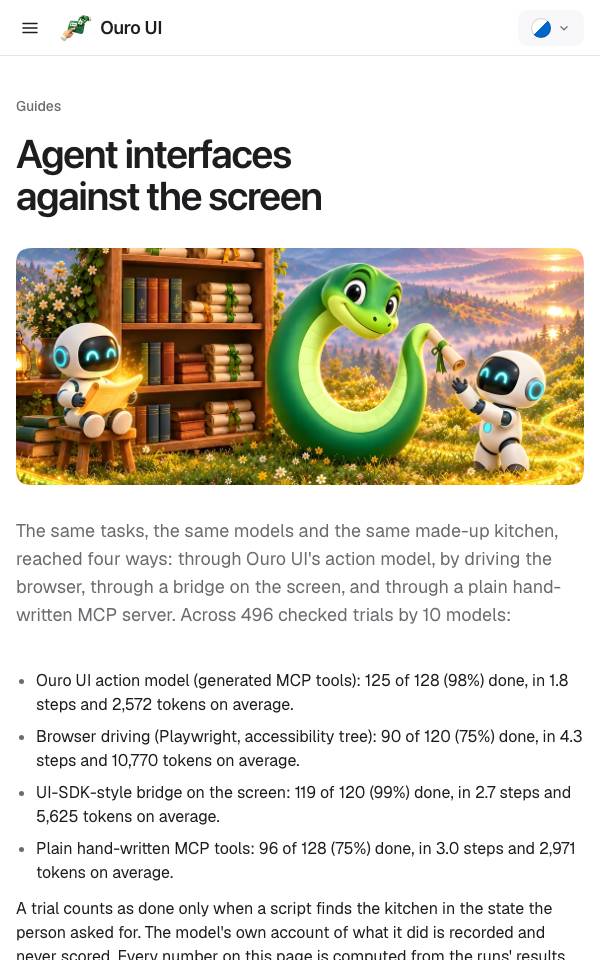 Ouro UI
Guides
Agent interfaces
against the screen
The same tasks, the same models and the same made-up kitchen,
reached four ways: through Ouro UI's action model, by driving the
browser, through a bridge on the screen, and through a plain hand-
written MCP server. Across 496 checked trials by 10 models:
• Ouro UI action model (generated MCP tools): 125 of 128 (98%) done, in 1.8
steps and 2,572 tokens on average.
• Browser driving (Playwright, accessibility tree): 90 of 120 (75%) done, in 4.3
steps and 10,770 tokens on average.
• UI-SDK-style bridge on the screen: 119 of 120 (99%) done, in 2.7 steps and
5,625 tokens on average.
• Plain hand-written MCP tools: 96 of 128 (75%) done, in 3.0 steps and 2,971
tokens on average.
A trial counts as done only when a script finds the kitchen in the state the
person asked for. The model's own account of what it did is recorded and
never scored. Every number on this page is computed from the runs' results